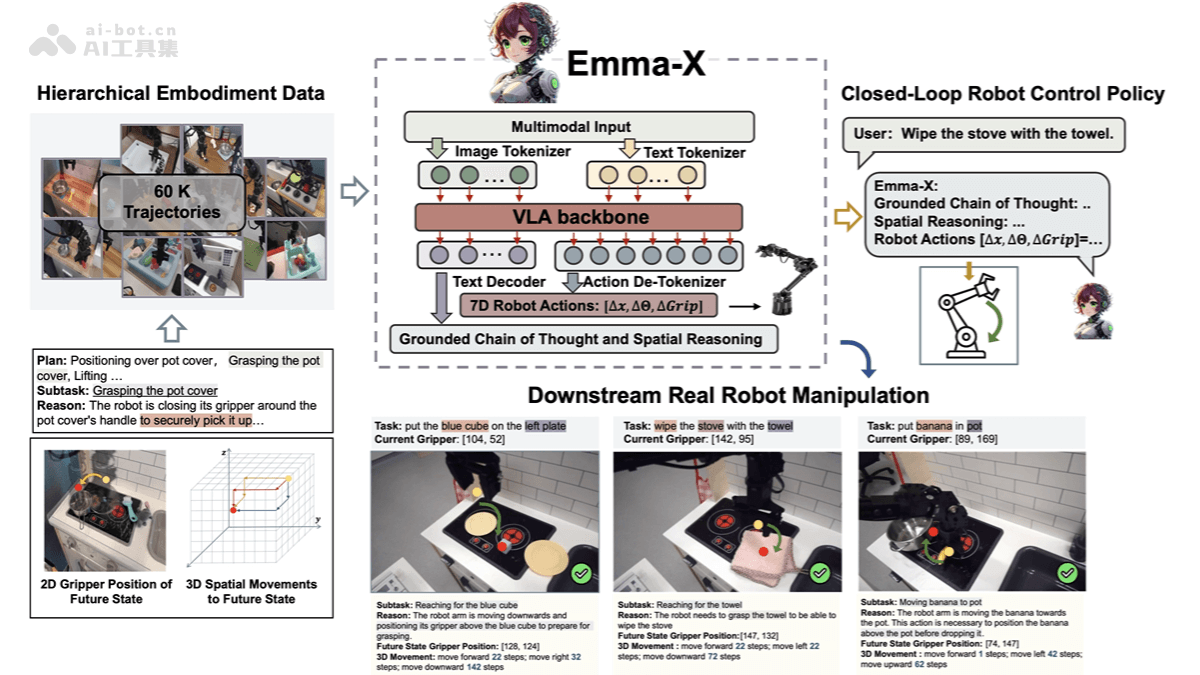 ai-bot.cn
AI工具集
Hierarchical Embodiment Data
60 K
Trajectories
Plan: Positioning over pot cover, Grasping the pot
cover, Lifting ...
Subtask: Grasping the pot cover
Reason: The robot is closing its gripper around the
pot cover's handle to securely pick it up...
z
y
x
2D Gripper Position of
Future State
3D Spatial Movements
to Future State
Emma-X
Multimodal Input
Image Tokenizer
Text Tokenizer
...
...
VLA backbone
...
Text Decoder
Action De-Tokenizer
7D Robot Actions: [Δx, ΔΘ, ΔGrip]
Grounded Chain of Thought and Spatial Reasoning
Closed-Loop Robot Control Policy
User: Wipe the stove with the towel.
Emma-X:
Grounded Chain of Thought: ..
Spatial Reasoning: ...
Robot Actions [Δx, ΔΘ, ΔGrip]=...
Downstream Real Robot Manipulation
Task: put the blue cube on the left plate
Current Gripper: [104, 52]
Subtask: Reaching for the blue cube
Reason: The robot arm is moving downwards and
positioning its gripper above the blue cube to prepare for
grasping.
Future State Gripper Position: [128, 124]
3D Movement: move forward 22 steps; move right 32
steps; move downward 142 steps
Task: wipe the stove with the towel
Current Gripper: [142, 95]
Subtask: Reaching for the towel
Reason: The robot needs to grasp the towel to be able to
wipe the stove
Future State Gripper Position:[147, 132]
3D Movement : move forward 22 steps; move left 22
steps; move downward 72 steps
Task: put banana in pot
Current Gripper: [89, 169]
Subtask: Moving banana to pot
Reason: The robot arm is moving the banana towards
the pot. This action is necessary to position the banana
above the pot before dropping it.
Future State Gripper Position: [74, 147]
3D Movement: move forward 1 steps; move left 42 steps;
move upward 62 steps